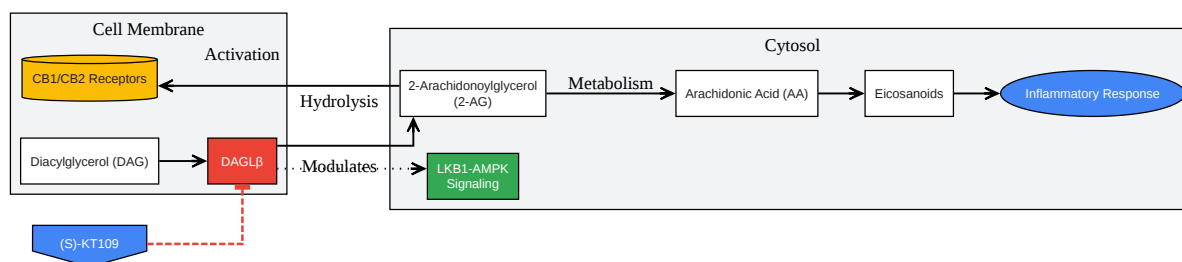 Cell Membrane
Cytosol
Activation
CB1/CB2 Receptors
Hydrolysis
2-Arachidonoylglycerol
(2-AG)
Metabolism
Arachidonic Acid (AA)
Eicosanoids
Inflammatory Response
Diacylglycerol (DAG)
DAGLβ
Modulates
LKB1-AMPK
Signaling
(S)-KT109